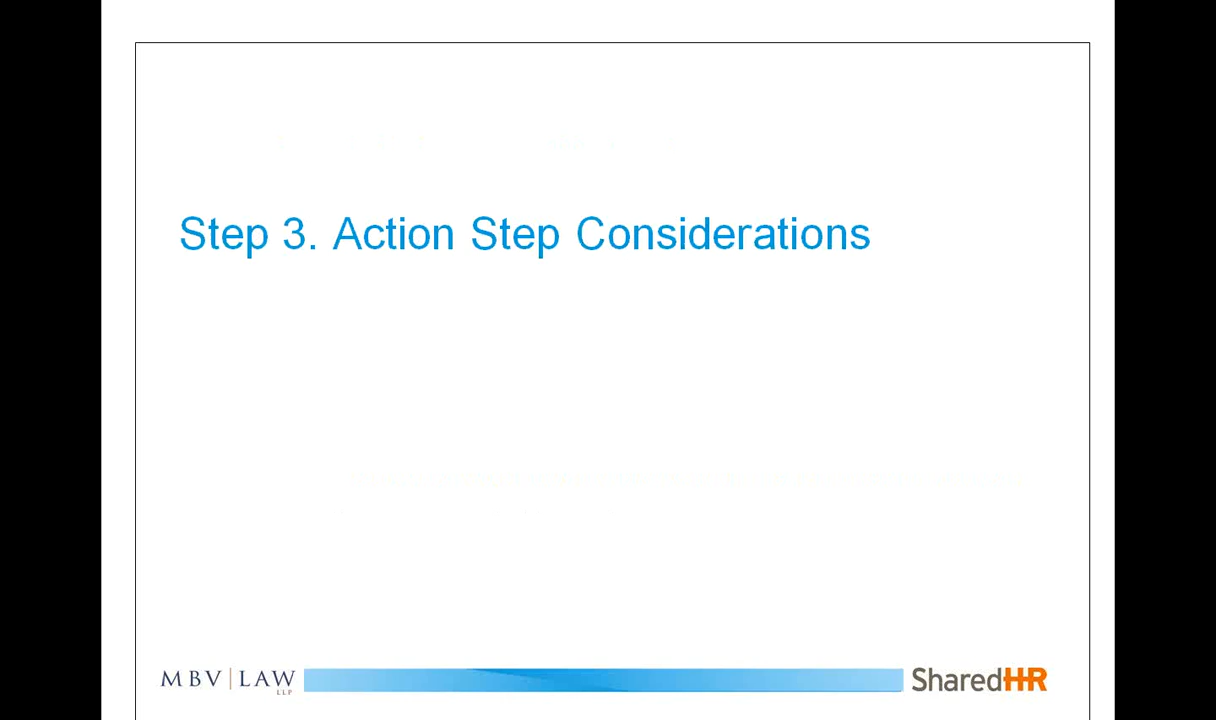 Step 3. Action Step Considerations
MBV | LAW
LLP
SharedHR